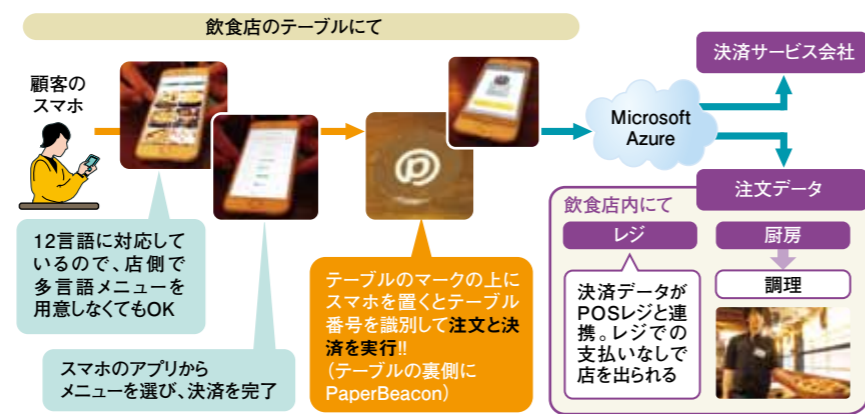 飲食店のテーブルにて
顧客の
スマホ
12言語に対応して
いるので、店側で
多言語メニューを
用意しなくてもOK
スマホのアプリから
メニューを選び、決済を完了
テーブルのマークの上に
スマホを置くとテーブル
番号を識別して注文と決
済を実行!!
（テーブルの裏側に
PaperBeacon）
Microsoft
Azure
決済サービス会社
注文データ
飲食店内にて
レジ
決済データが
POSレジと連
携。レジでの
支払いなしで
店を出られる
厨房
調理